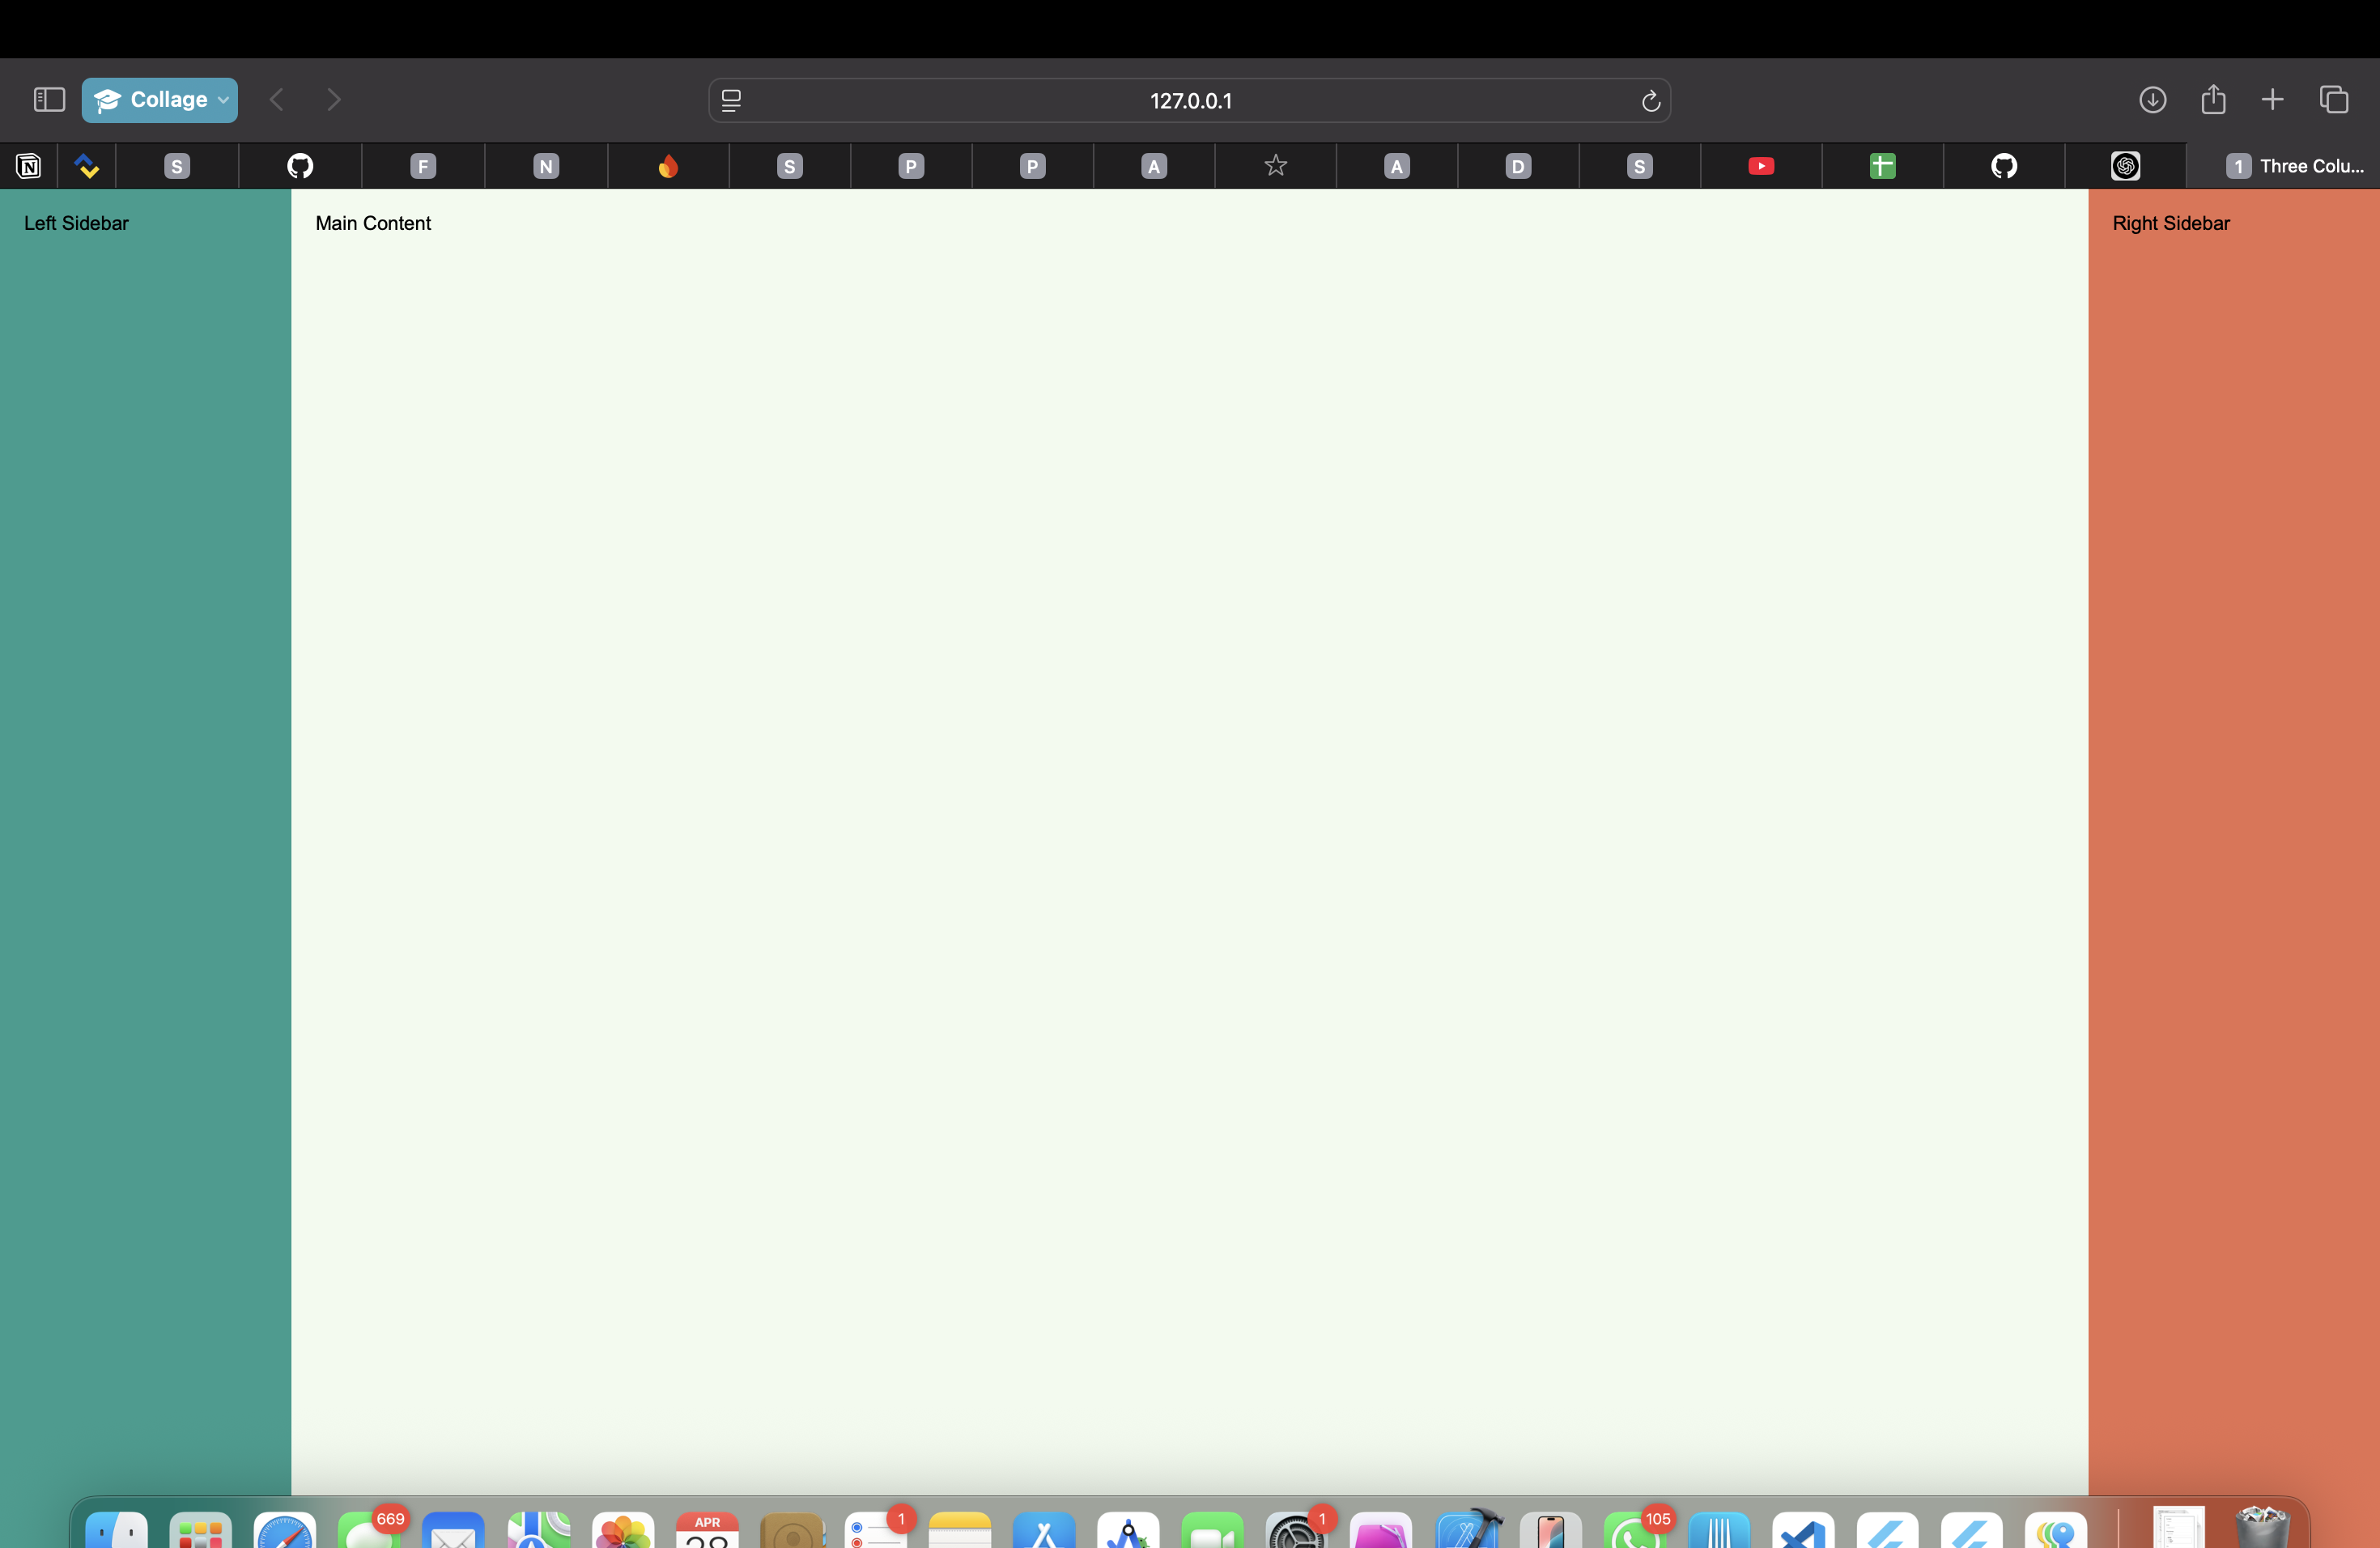 Collage
127.0.0.1
S
F
N
S
P
P
A
A
D
S
1 Three Colu...
Left Sidebar
Main Content
Right Sidebar
669
APR
1
1
105